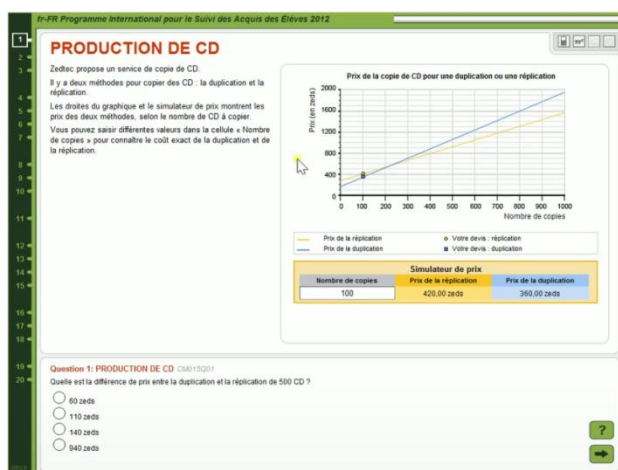 fr-FR Programme International pour le Suivi des Acquis des Élèves 2012
1
2
3
4
5
6
7
8
9
10
11
12
13
14
15
16
17
18
19
20
PRODUCTION DE CD
Zedtec propose un service de copie de CD.
Il y a deux méthodes pour copier des CD : la duplication et la
réplication.
Les droites du graphique et le simulateur de prix montrent les
prix des deux méthodes, selon le nombre de CD à copier.
Vous pouvez saisir différentes valeurs dans la cellule « Nombre
de copies » pour connaître le coût exact de la duplication et de
la réplication.
Prix de la copie de CD pour une duplication ou une réplication
Prix (en zeds)
2000
1600
1200
800
400
0
0 100 200 300 400 500 600 700 800 900 1000
Nombre de copies
Prix de la réplication Votre devis : réplication
Prix de la duplication Votre devis : duplication
Simulateur de prix
Nombre de copies Prix de la réplication Prix de la duplication
100 420,00 zeds 360,00 zeds
Question 1: PRODUCTION DE CD CM015Q01
Quelle est la différence de prix entre la duplication et la réplication de 500 CD ?
60 zeds
110 zeds
140 zeds
940 zeds
?